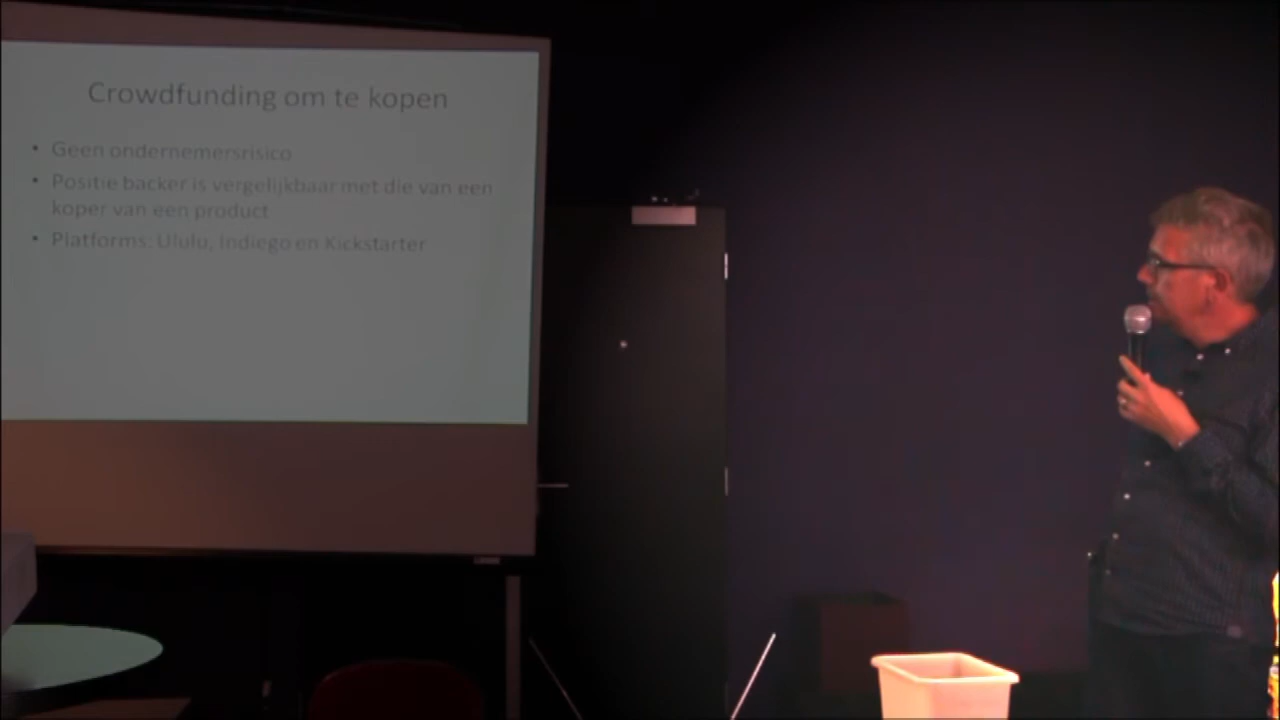 Crowdfunding om te kopen
• Geen ondernemersrisico
• Positie backer is vergelijkbaar met die van een
koper van een product
• Platforms: Ululu, Indiego en Kickstarter